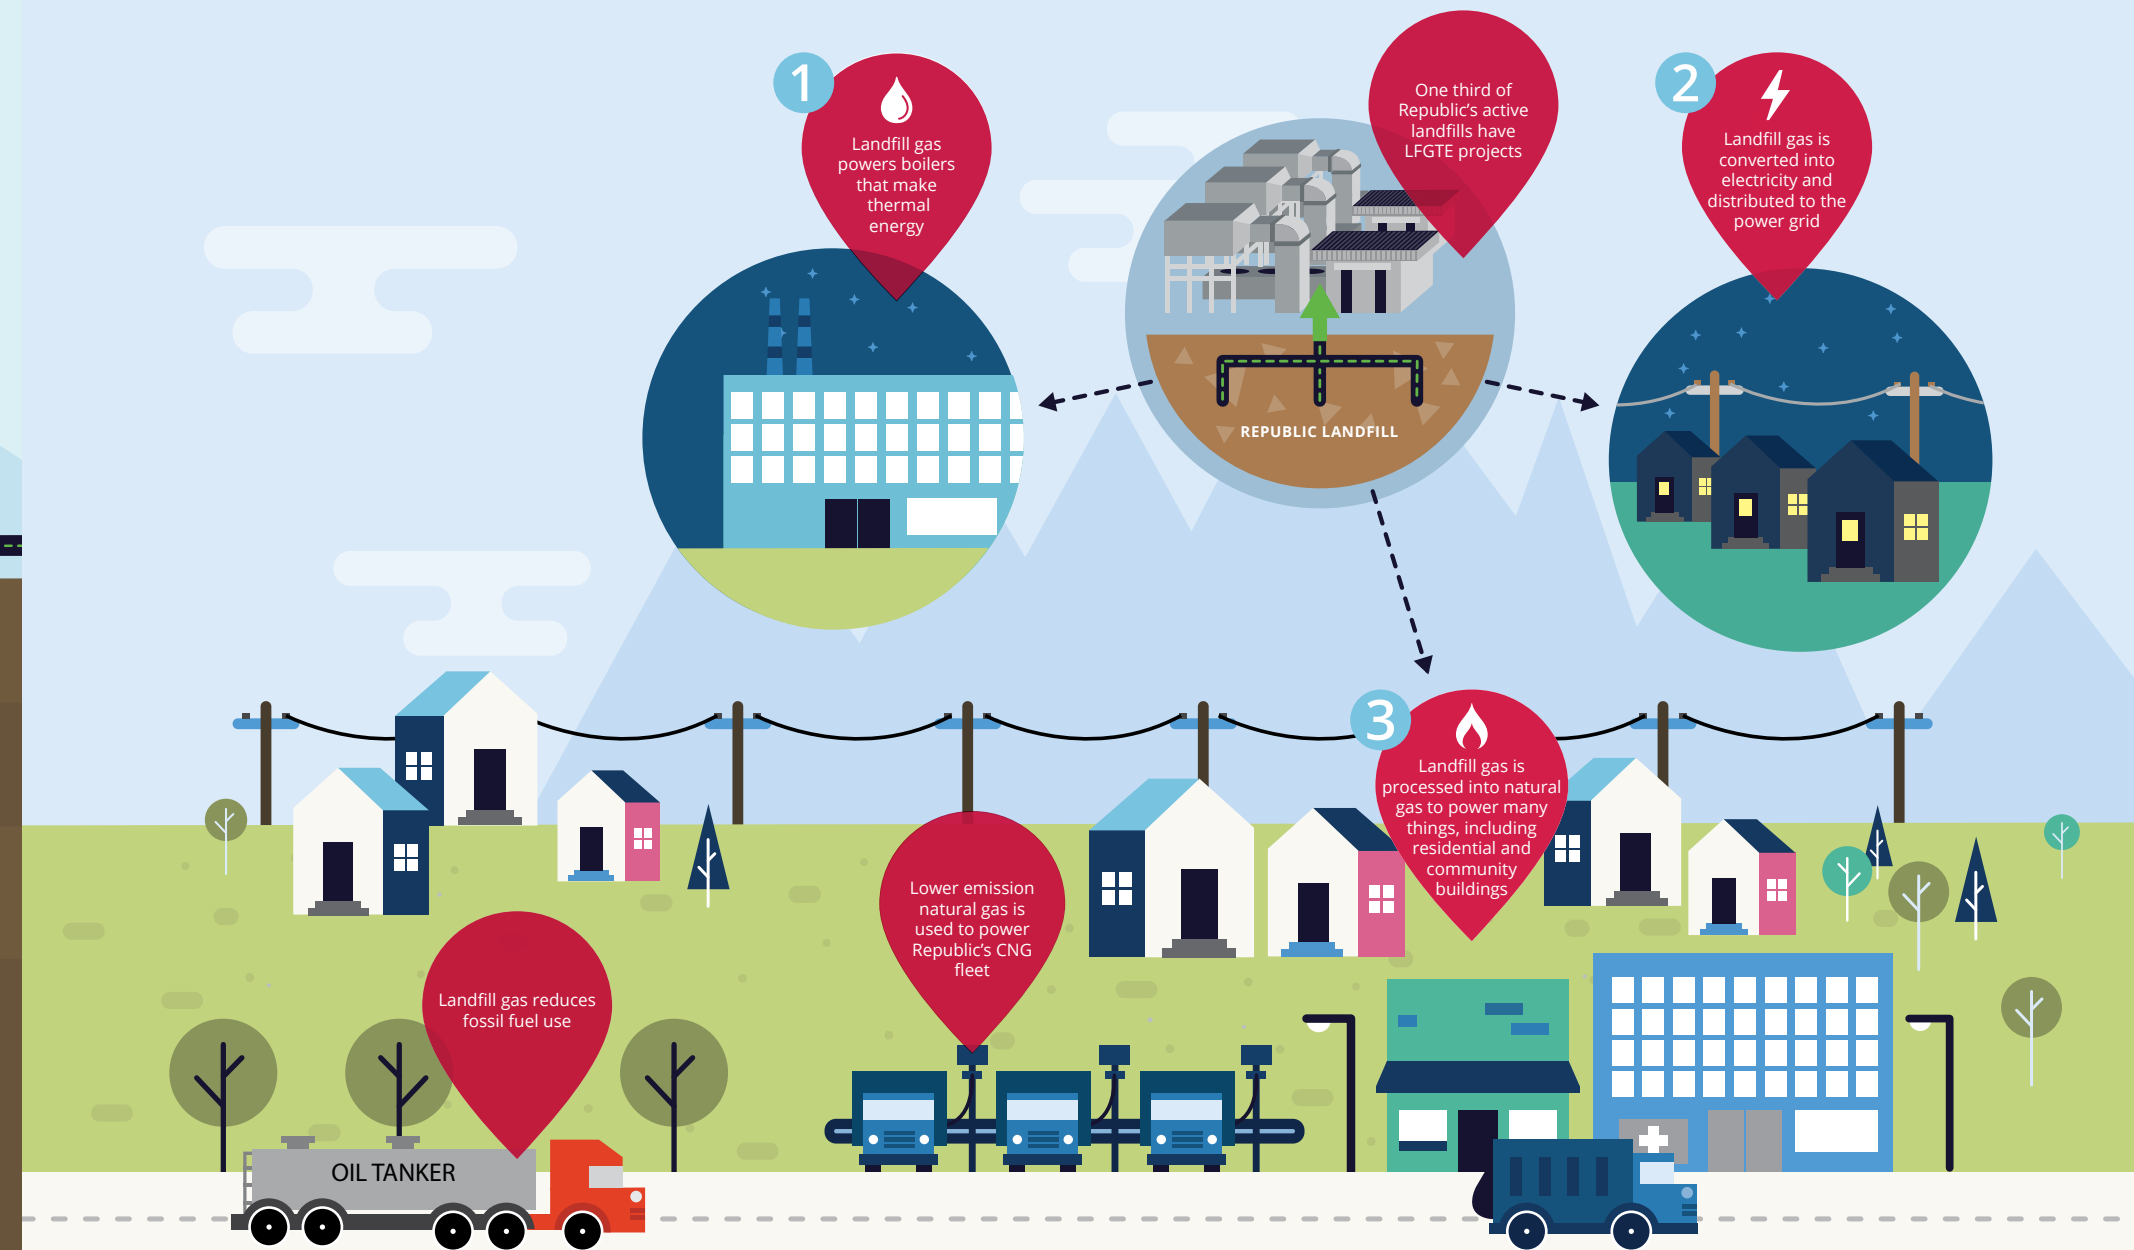 1
Landfill gas
powers boilers
that make
thermal
energy
One third of
Republic's active
landfills have
LFGTE projects
2
Landfill gas is
converted into
electricity and
distributed to the
power grid
REPUBLIC LANDFILL
3
Landfill gas is
processed into natural
gas to power many
things, including
residential and
community
buildings
Lower emission
natural gas is
used to power
Republic's CNG
fleet
Landfill gas reduces
fossil fuel use
OIL TANKER